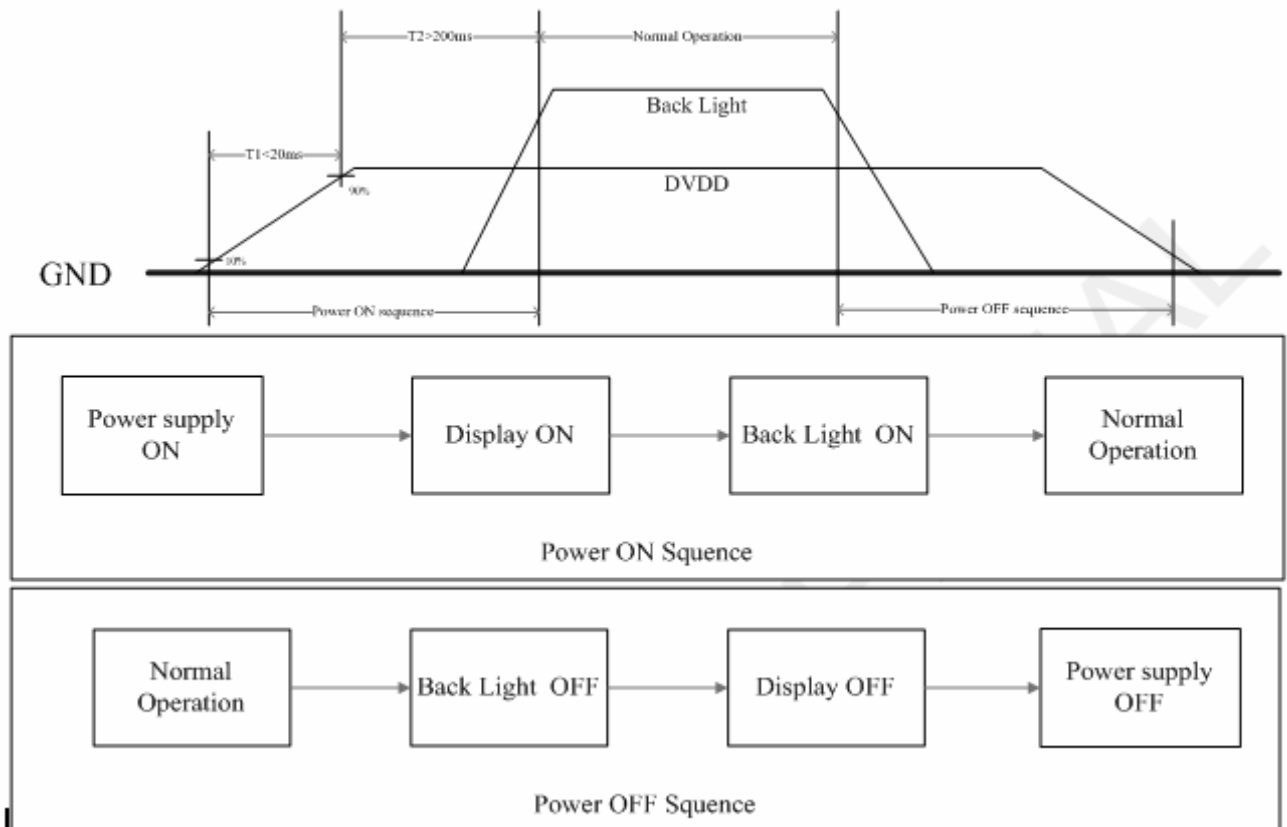 T2>200ms
Normal Operation
Back Light
T1<20ms
DVDD
90%
10%
GND
Power ON sequence
Power OFF sequence
Power supply
ON
Display ON
Back Light ON
Normal
Operation
Power ON Squence
Normal
Operation
Back Light OFF
Display OFF
Power supply
OFF
Power OFF Squence